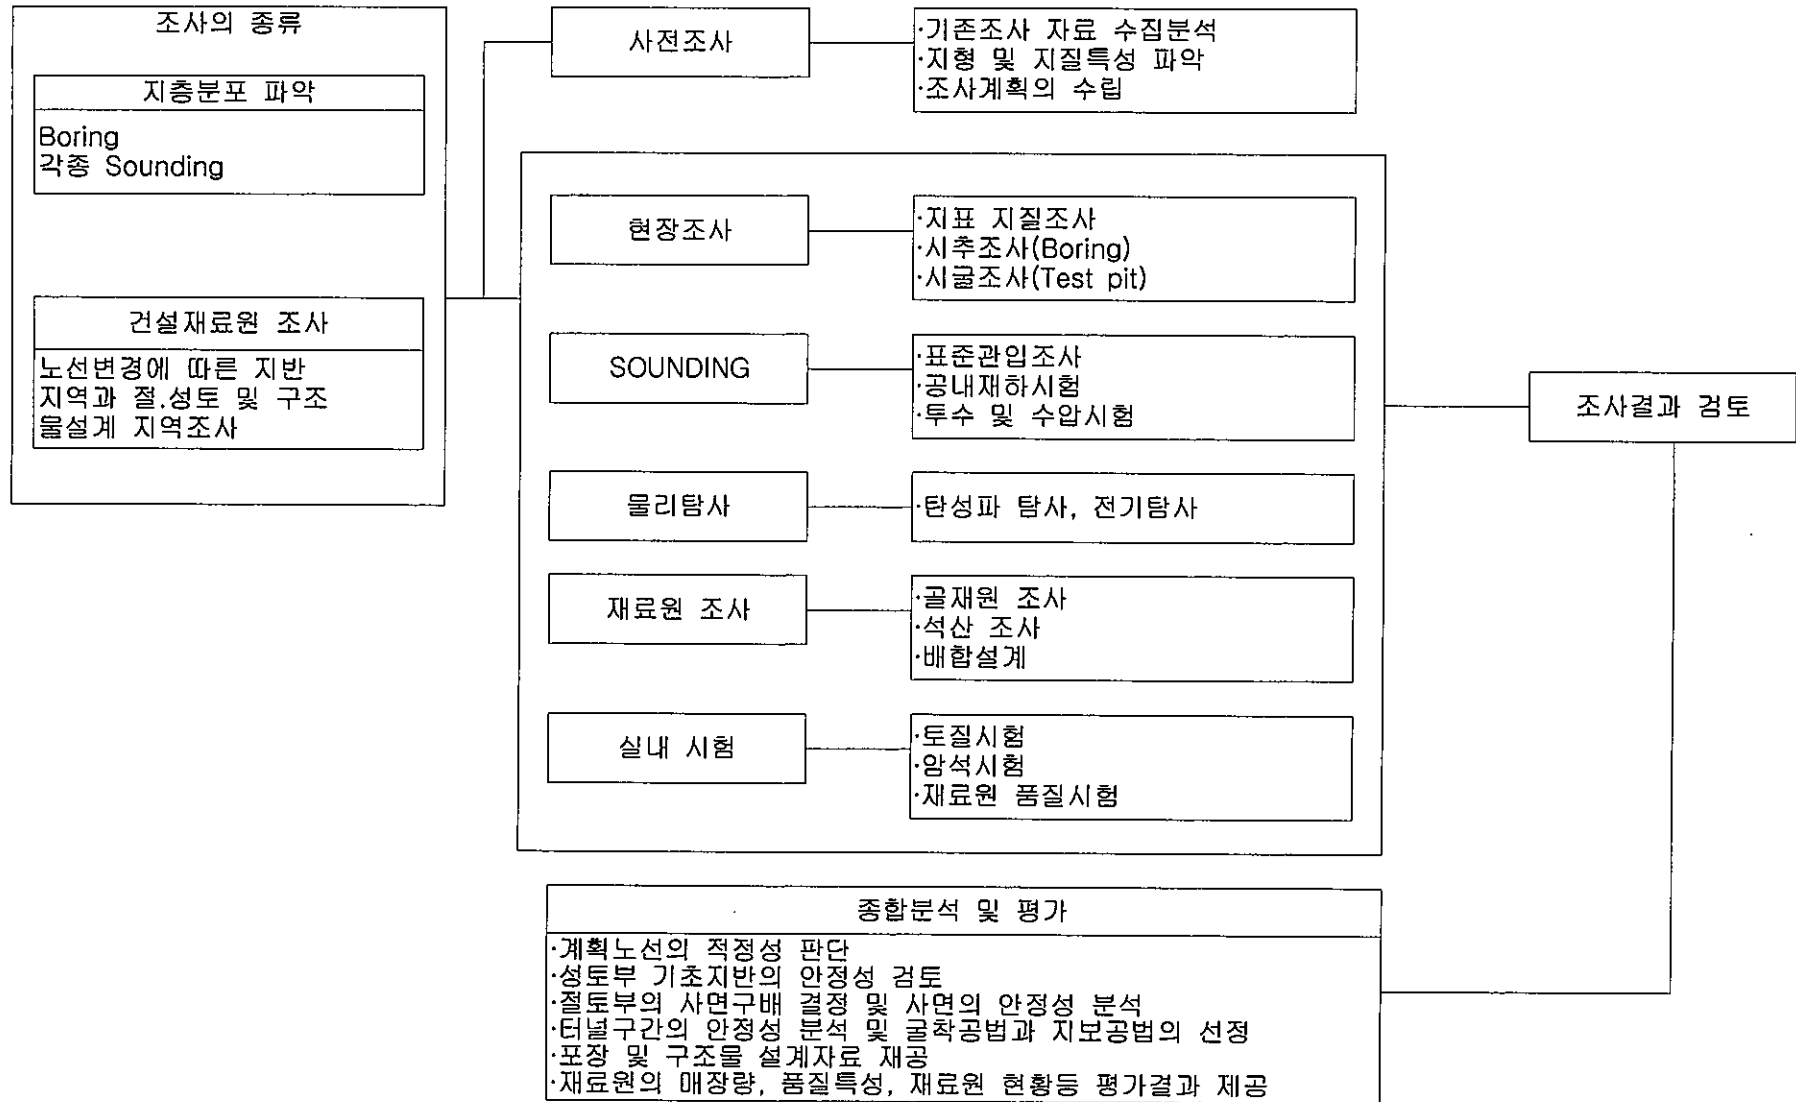 조사의 종류
지층분포 파악
Boring
각종 Sounding
건설재료원 조사
노선변경에 따른 지반
지역과 절.성토 및 구조
물설계 지역조사
사전조사
·기존조사 자료 수집분석
·지형 및 지질특성 파악
·조사계획의 수립
현장조사
·지표 지질조사
·시추조사(Boring)
·시굴조사(Test pit)
SOUNDING
·표준관입조사
·공내재하시험
·투수 및 수압시험
물리탐사
·탄성파 탐사, 전기탐사
재료원 조사
·골재원 조사
·석산 조사
·배합설계
실내 시험
·토질시험
·암석시험
·재료원 품질시험
조사결과 검토
종합분석 및 평가
·계획노선의 적정성 판단
·성토부 기초지반의 안정성 검토
·절토부의 사면구배 결정 및 사면의 안정성 분석
·터널구간의 안정성 분석 및 굴착공법과 지보공법의 선정
·포장 및 구조물 설계자료 제공
·재료원의 매장량, 품질특성, 재료원 현황등 평가결과 제공